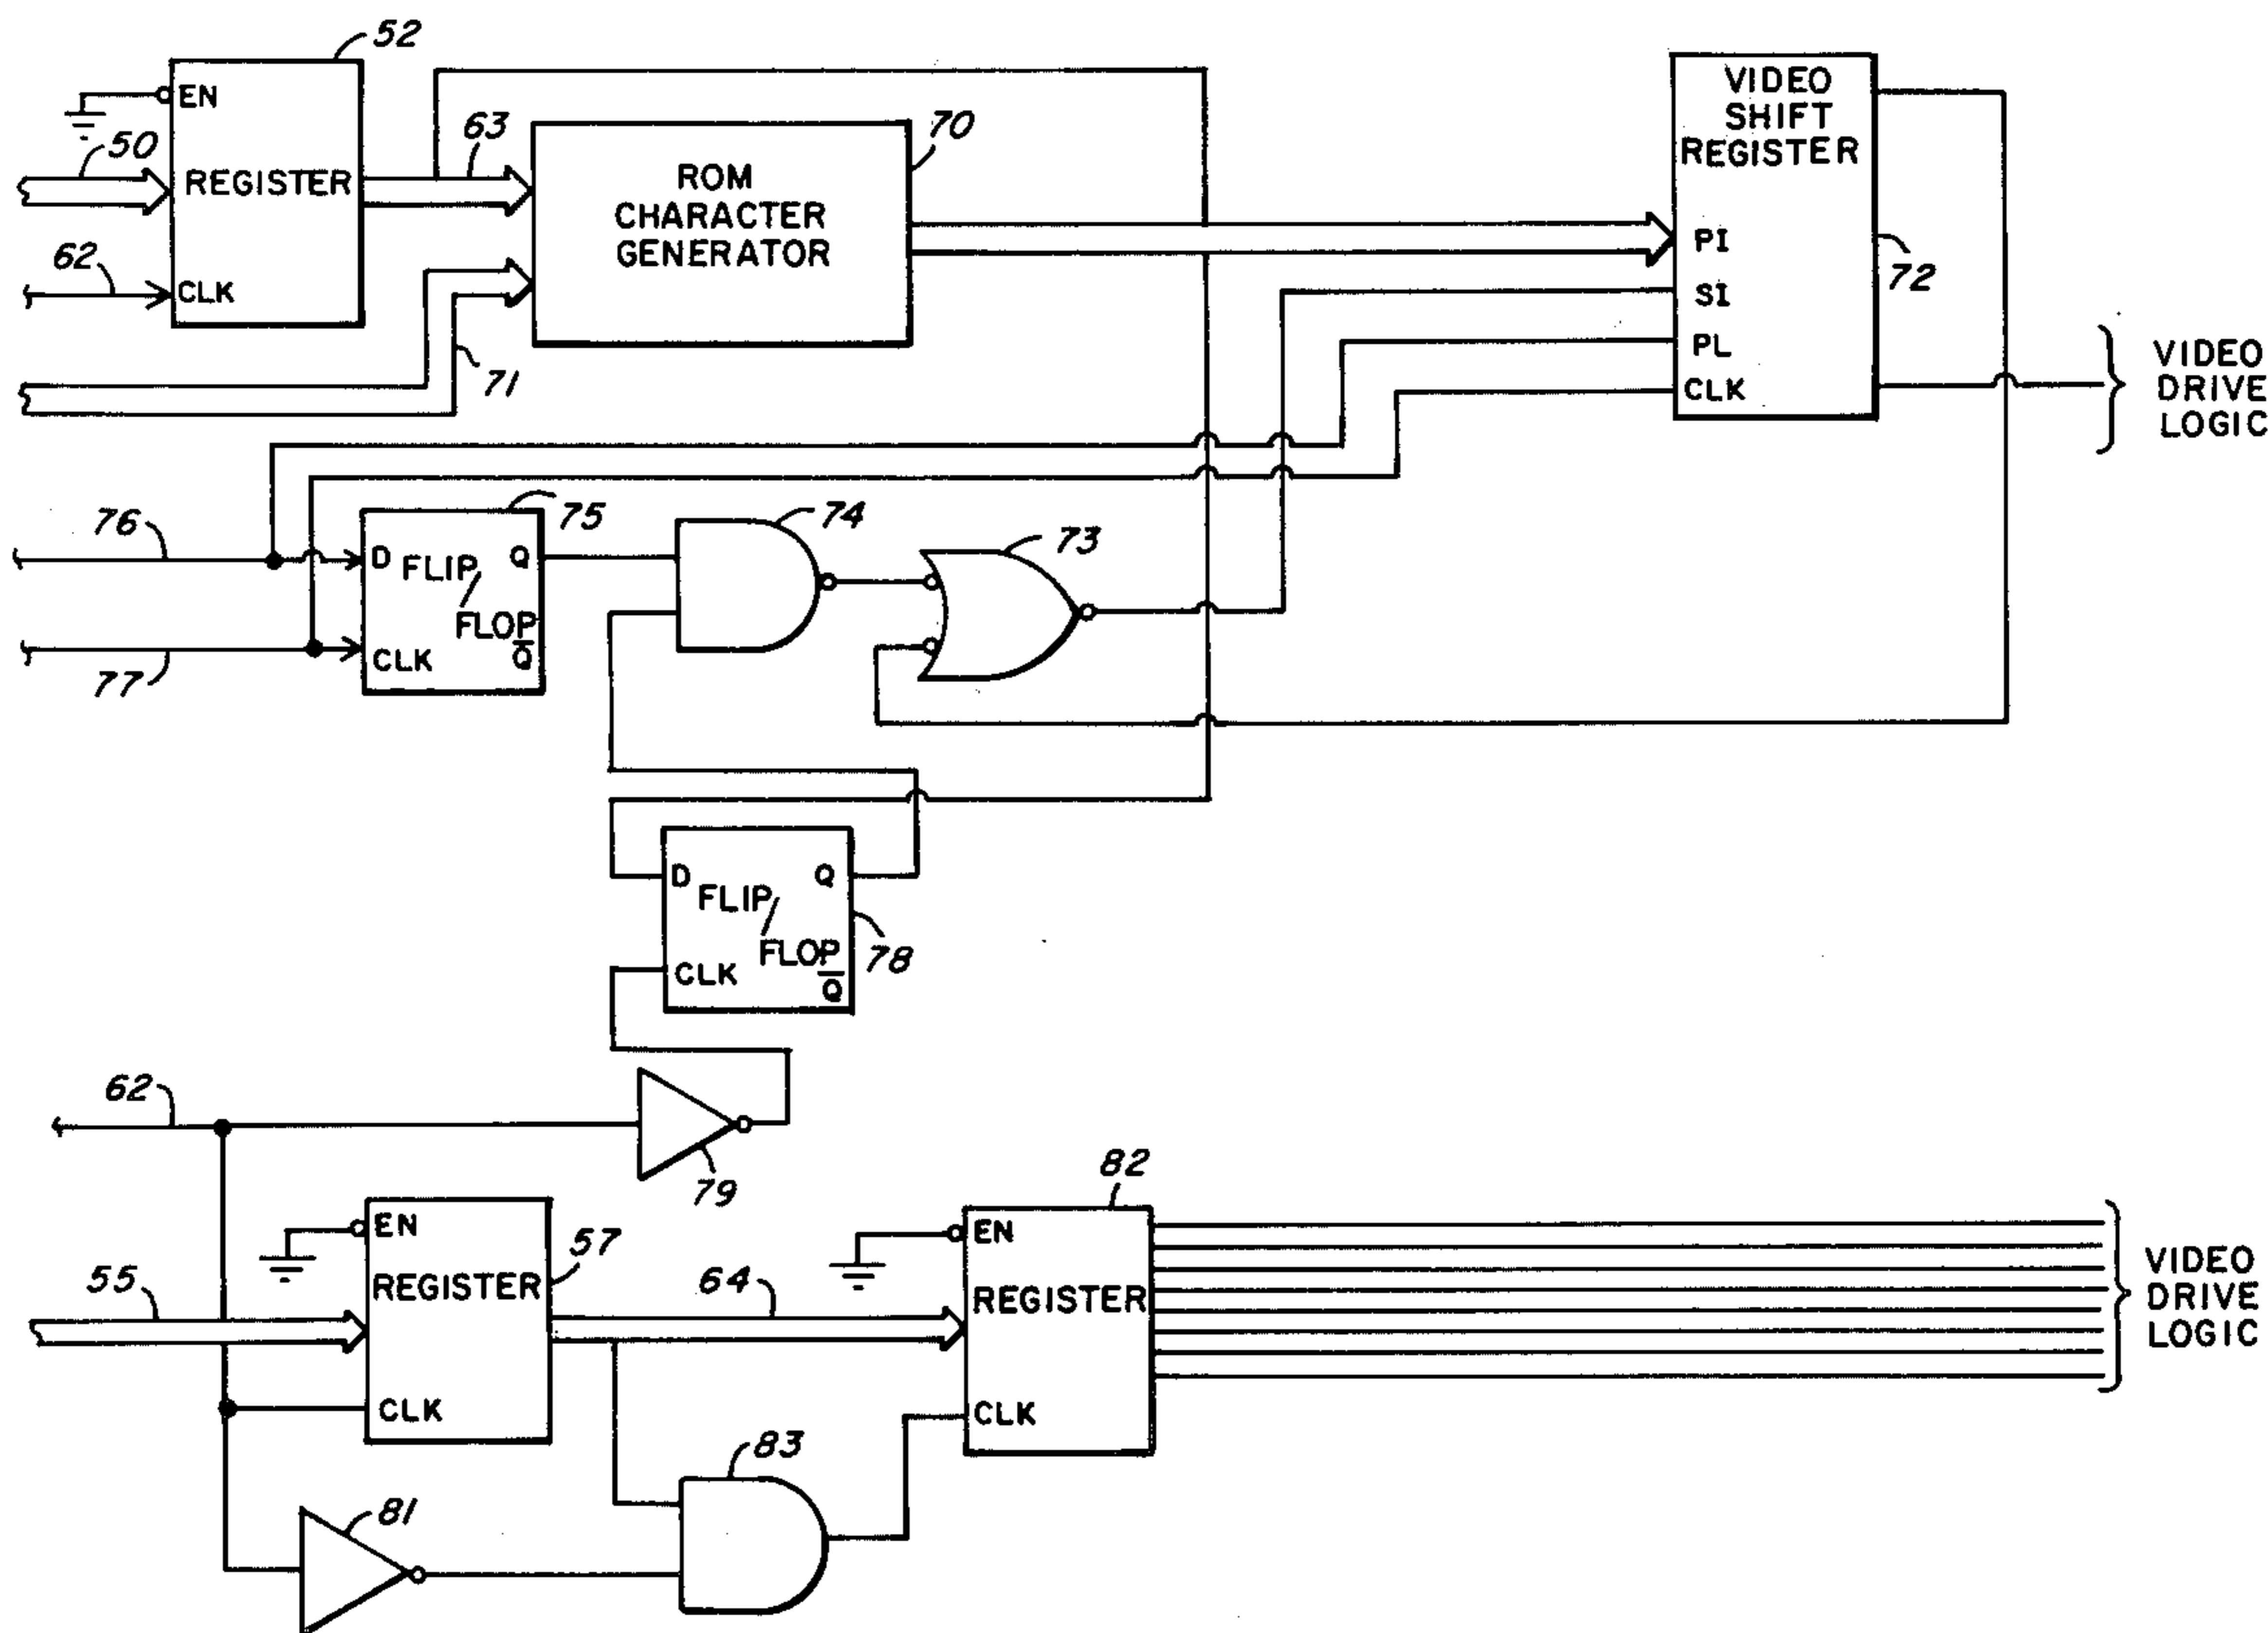 52
EN
50
REGISTER
62
CLK
63
70
ROM
CHARACTER
GENERATOR
71
VIDEO
SHIFT
REGISTER
PI
SI
PL
CLK
72
VIDEO
DRIVE
LOGIC
76
77
75
D
Q
FLIP/
FLOP
CLK
Q̅
74
73
D
Q
FLIP/
FLOP
CLK
Q̅
78
62
79
EN
REGISTER
CLK
57
55
64
82
EN
REGISTER
CLK
VIDEO
DRIVE
LOGIC
81
83